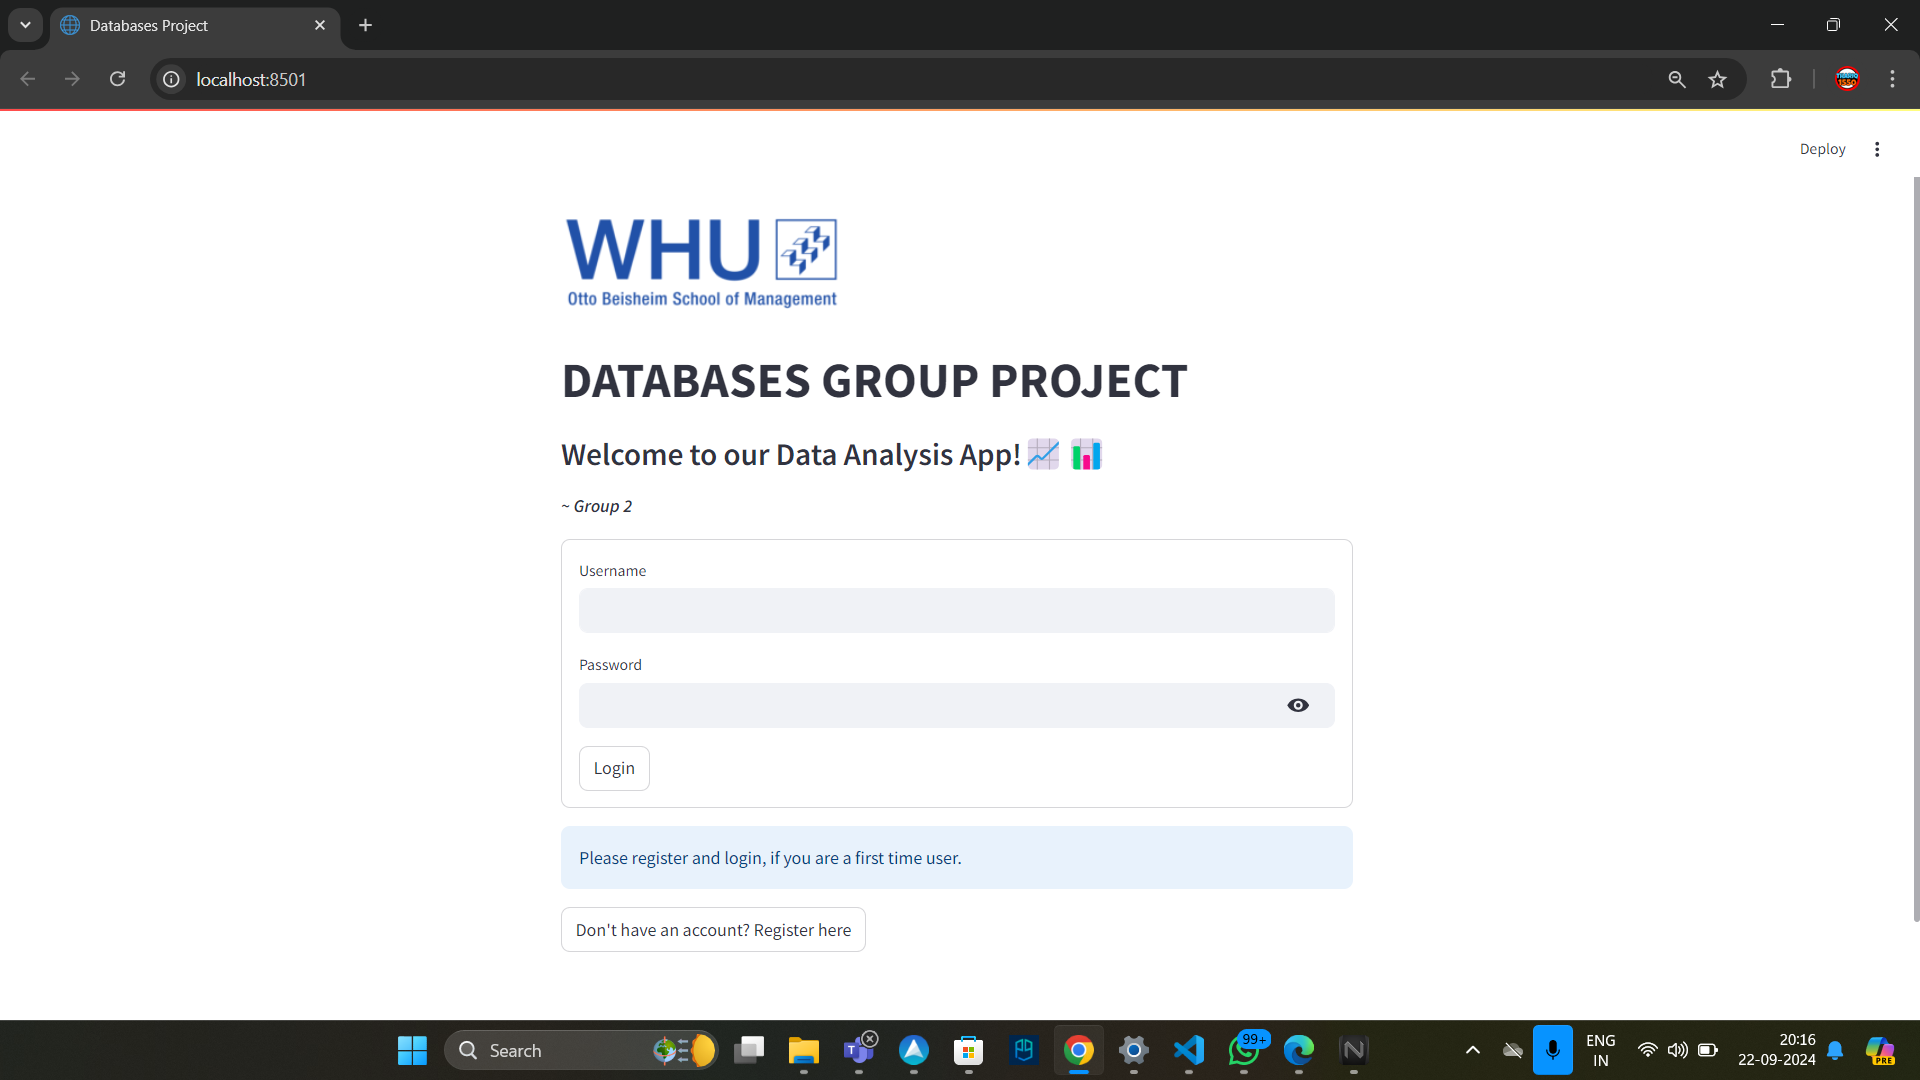 Databases Project
localhost:8501
Deploy
WHU
Otto Beisheim School of Management
DATABASES GROUP PROJECT
Welcome to our Data Analysis App!
~ Group 2
Username
Password
Login
Please register and login, if you are a first time user.
Don't have an account? Register here
Search
99+
ENG
IN
20:16
22-09-2024
PRE